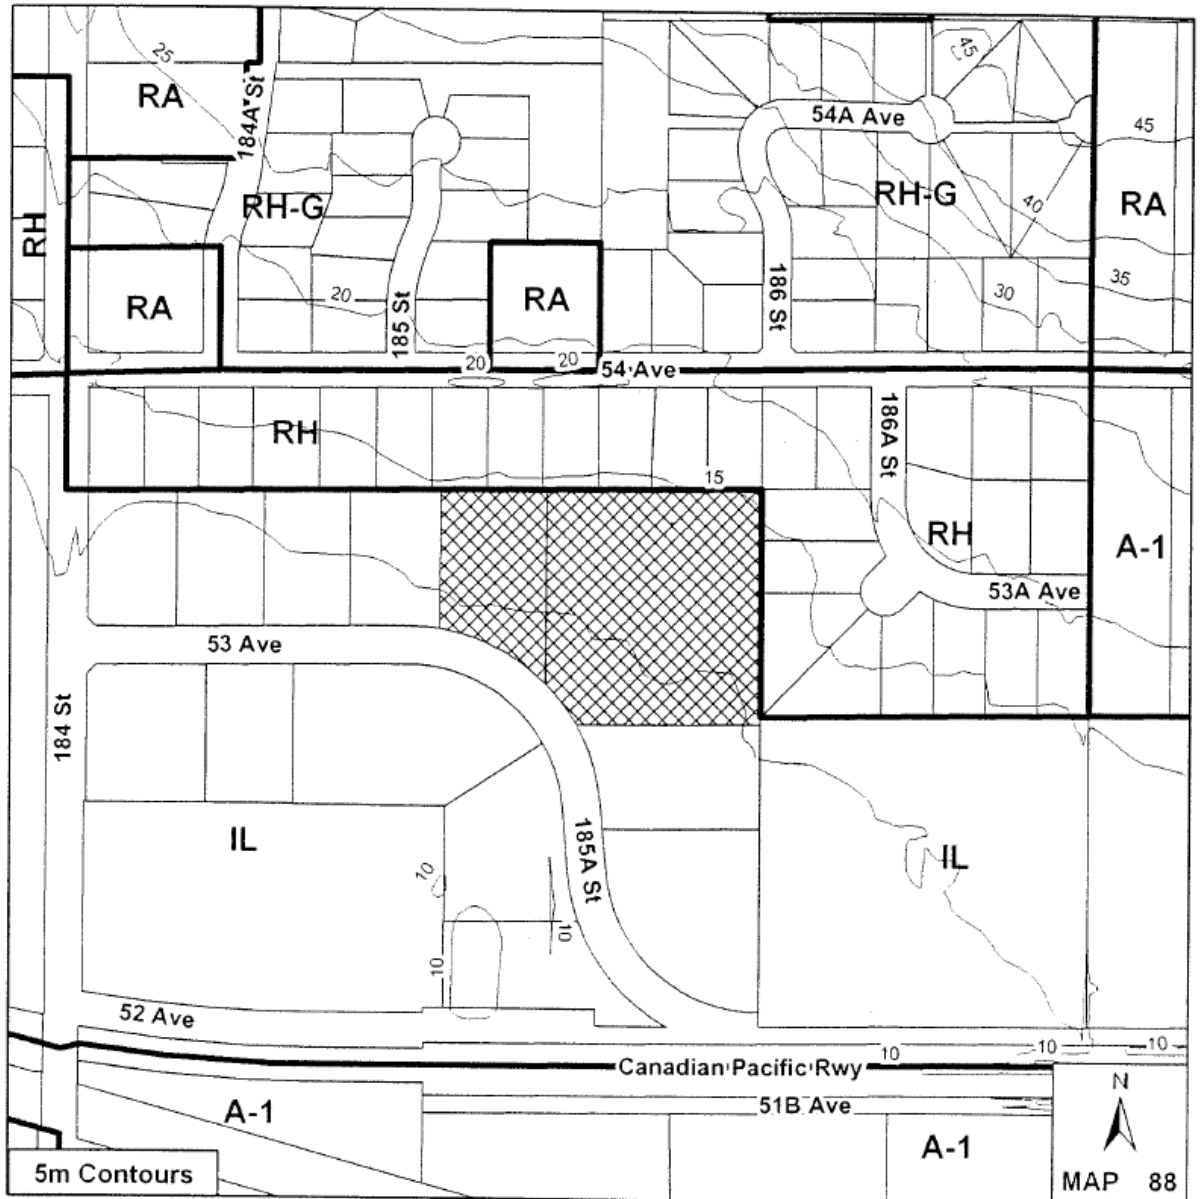 25
45
RA
184A St
54A Ave
45
RH-G
RH-G
40
RA
RH
RA
20
185 St
RA
186 St
30
35
20
20
54 Ave
RH
186A St
15
RH
A-1
53A Ave
53 Ave
184 St
IL
185A St
IL
10
10
10
52 Ave
10
10
10
Canadian Pacific Rwy
51B Ave
A-1
A-1
N
5m Contours
MAP 88